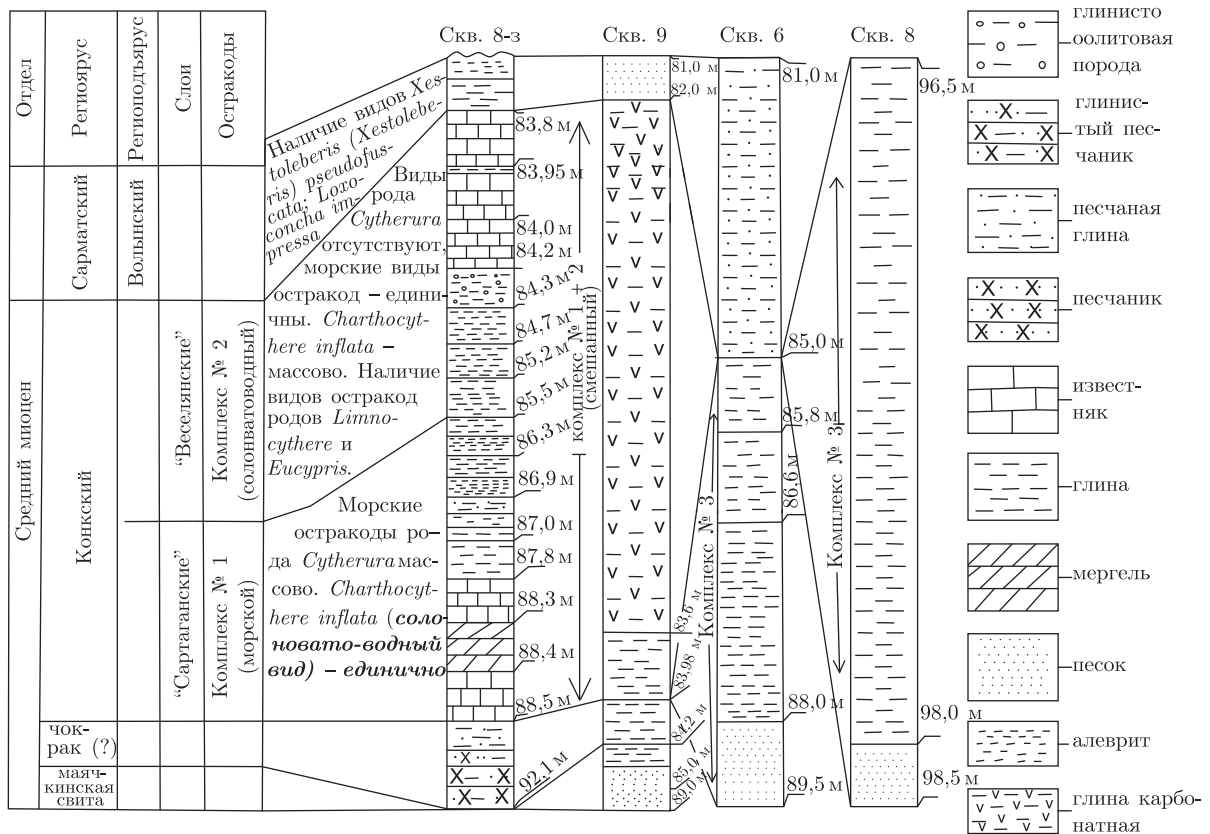 Отдел
Региоярус
Региоподъярус
Слои
Остракоды
Скв. 8-з
Скв. 9
Скв. 6
Скв. 8
Средний миоцен
Сарматский
Волынский
Конкский
"Веселянские"
Комплекс № 2
(солонватоводный)
"Сартаганские"
Комплекс № 1
(морской)
чок-
рак (?)
маяч-
кинская
свита
Наличие видов Xes-
toleberis (Xestolebe-
ris) pseudofus-
cata; Loxo-
concha im-
pressa
Виды
рода
Cytherura
отсутствуют,
морские виды
остракод – едини-
чны. Charthocyt-
here inflata –
массово. Наличие
видов остракод
родов Limno-
cythere и
Eucypris.
Морские
остракоды ро-
да Cytherura мас-
сово. Charthocyt-
here inflata (соло-
новато-водный
вид) – единично
83,8 м
83,95 м
84,0 м
84,2 м
84,3 м
84,7 м
85,2 м
85,5 м
86,3 м
86,9 м
87,0 м
87,8 м
88,3 м
88,4 м
88,5 м
92,1 м
комплекс № 1 + 2
(смешанный)
81,0 м
82,0 м
83,6 м
83,98 м
84,2 м
85,0 м
89,0 м
Комплекс № 3
81,0 м
85,0 м
85,8 м
86,6 м
88,0 м
89,5 м
Комплекс № 3
96,5 м
98,0 м
98,5 м
глинисто
оолитовая
порода
глинис-
тый пес-
чаник
песчаная
глина
песчаник
извест-
няк
глина
мергель
песок
алеврит
глина карбо-
натная